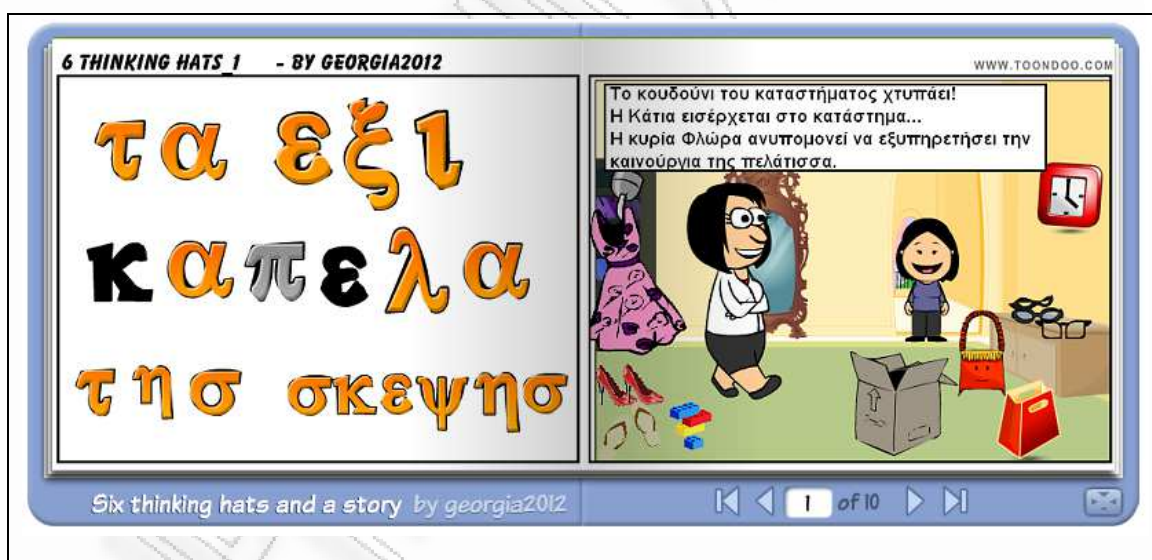 6 THINKING HATS_1 - BY GEORGIA2012
τα εξι
καπελα
τησ σκεψησ
WWW.TOONDOO.COM
Το κουδούνι του καταστήματος χτυπάει!
Η Κάτια εισέρχεται στο κατάστημα...
Η κυρία Φλώρα ανυπομονεί να εξυπηρετήσει την
καινούργια της πελάτισσα.
Six thinking hats and a story by georgia2012
1 of 10